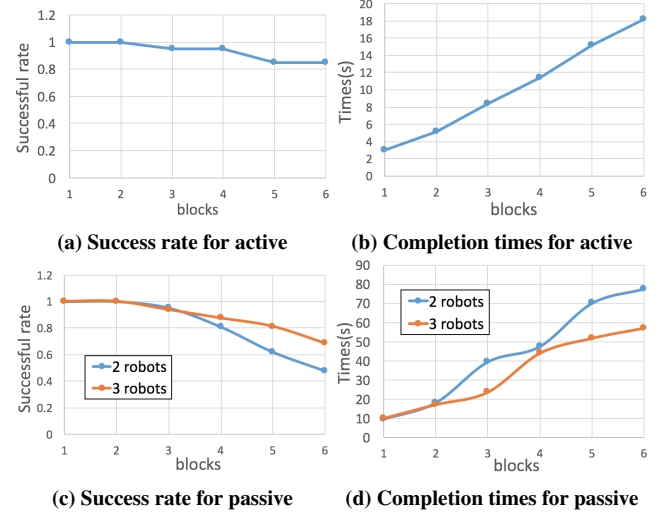 Successful rate
1.2
1
0.8
0.6
0.4
0.2
0
1 2 3 4 5 6
blocks
(a) Success rate for active
Times(s)
20
18
16
14
12
10
8
6
4
2
0
1 2 3 4 5 6
blocks
(b) Completion times for active
Successful rate
1.2
1
0.8
0.6
0.4
0.2
0
2 robots
3 robots
1 2 3 4 5 6
blocks
(c) Success rate for passive
Times(s)
90
80
70
60
50
40
30
20
10
0
2 robots
3 robots
1 2 3 4 5 6
blocks
(d) Completion times for passive